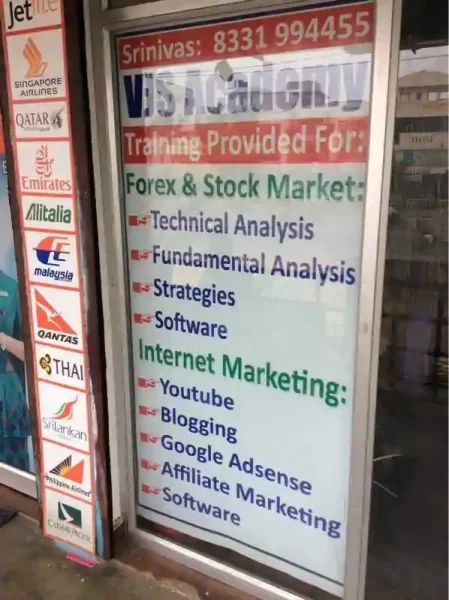 Jetlite
SINGAPORE
AIRLINES
QATAR
Emirates
Alitalia
malaysia
QANTAS
THAI
SriLankan
Philippine Airlines
CATHAY PACIFIC
Srinivas: 8331 994455
VJS Academy
Training Provided For:
Forex & Stock Market:
Technical Analysis
Fundamental Analysis
Strategies
Software
Internet Marketing:
Youtube
Blogging
Google Adsense
Affiliate Marketing
Software